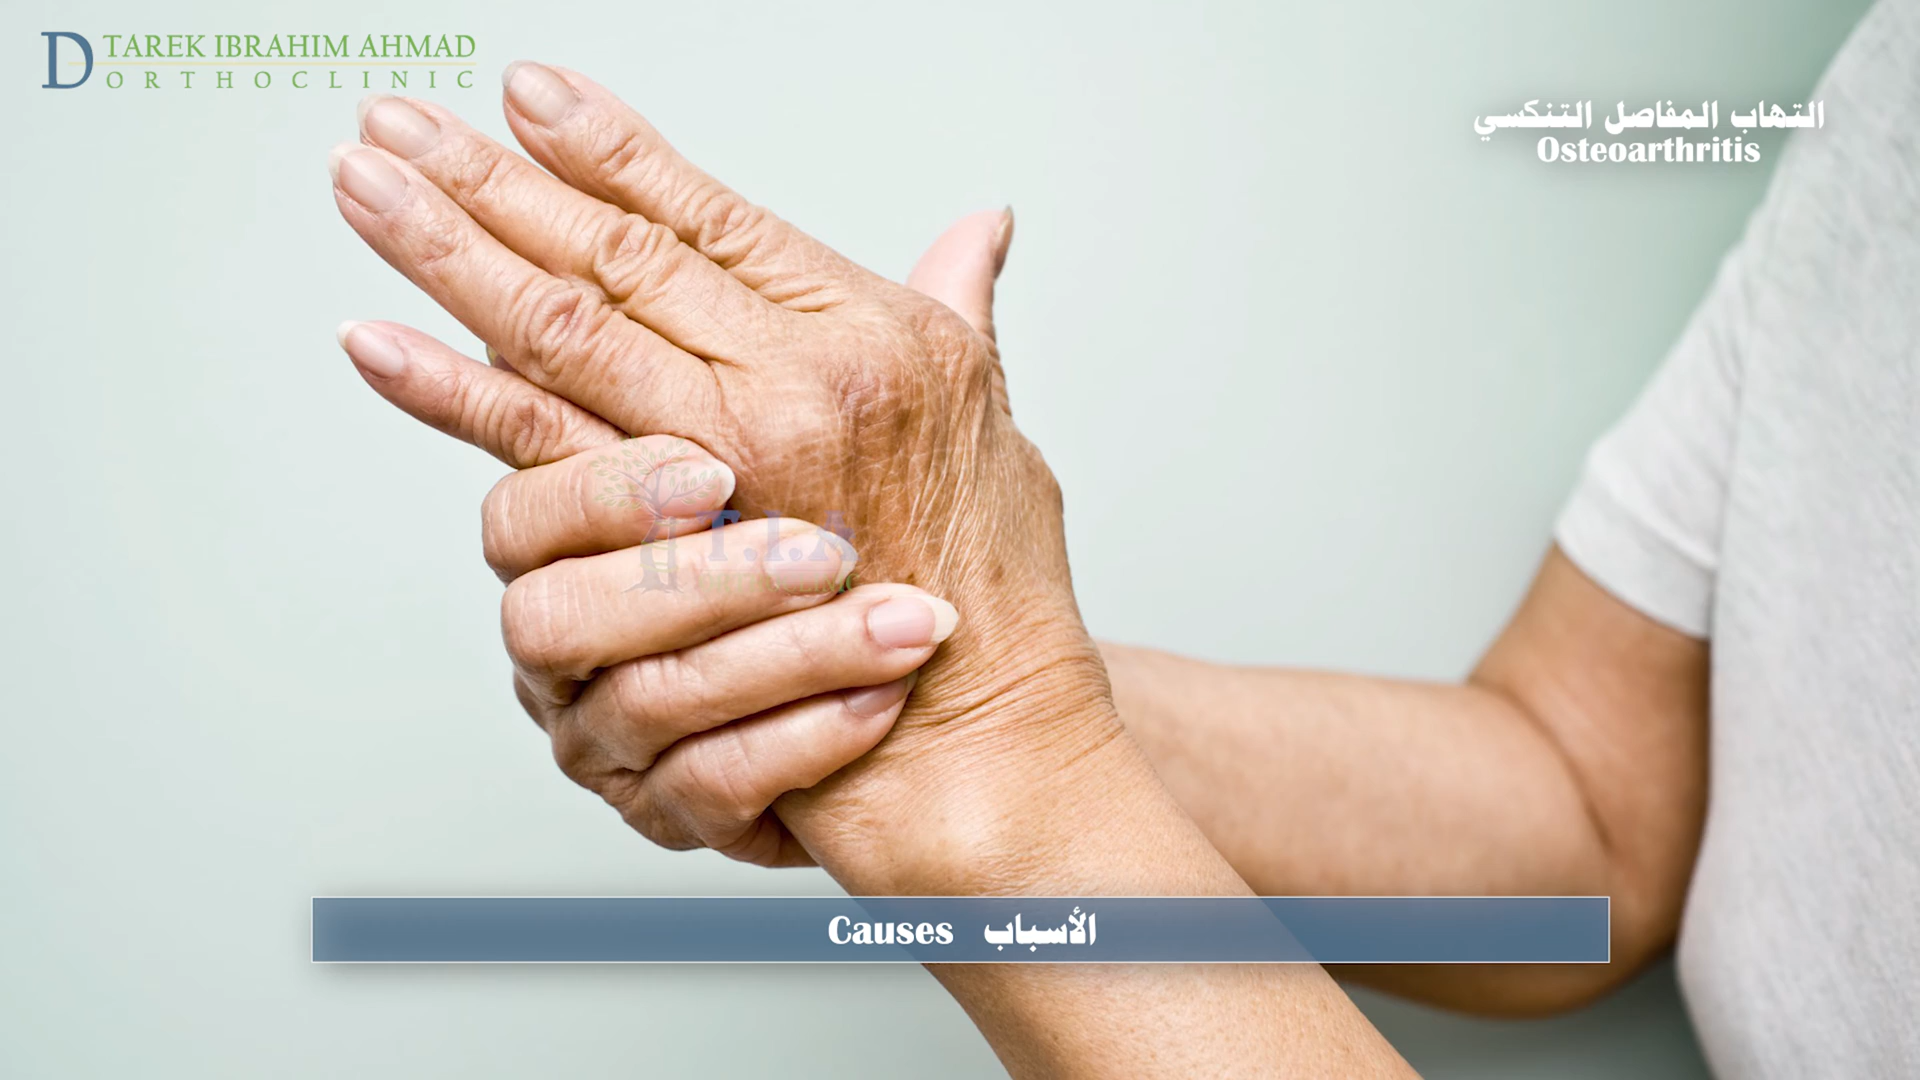 D TAREK IBRAHIM AHMAD
ORTHOCLINIC
التهاب المفاصل التنكسي
Osteoarthritis
T.I.A
Causes الأسباب